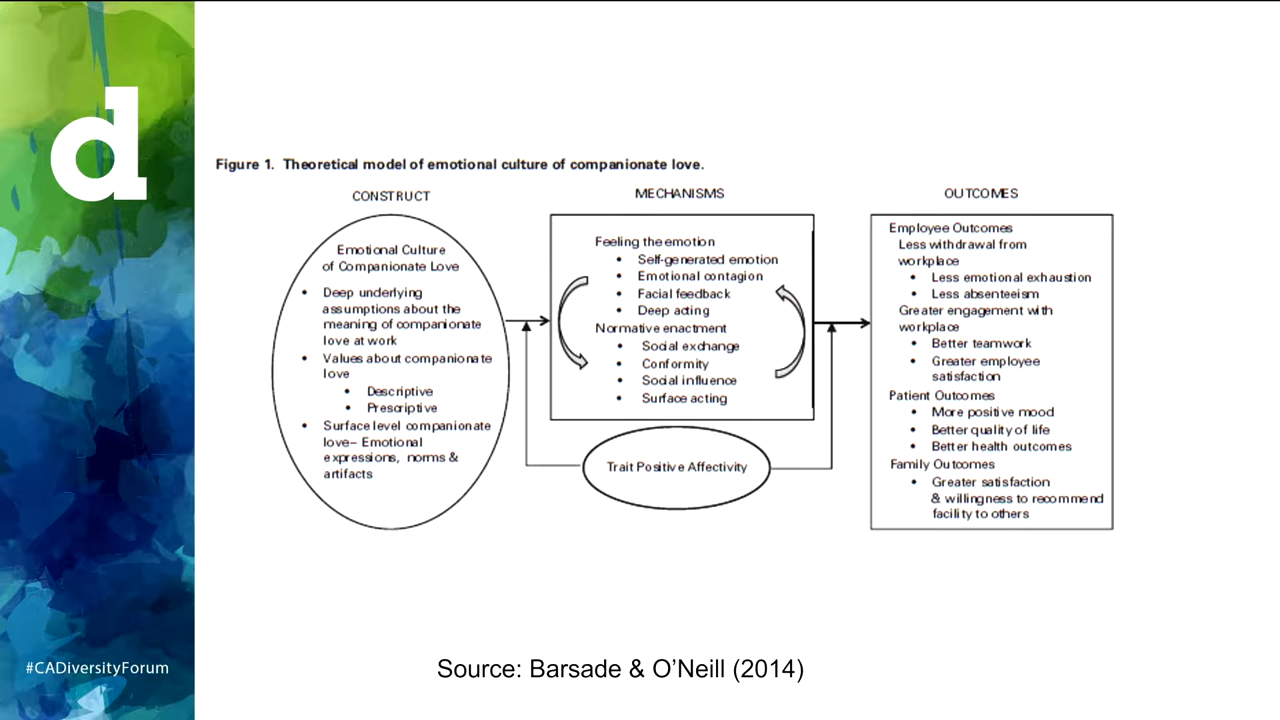 d
Figure 1. Theoretical model of emotional culture of companionate love.
CONSTRUCT
Emotional Culture
of Companionate Love
• Deep underlying
assumptions about the
meaning of companionate
love at work
• Values about companionate
love
• Descriptive
• Prescriptive
• Surface level companionate
love– Emotional
expressions, norms &
artifacts
MECHANISMS
Feeling the emotion
• Self-generated emotion
• Emotional contagion
• Facial feedback
• Deep acting
Normative enactment
• Social exchange
• Conformity
• Social influence
• Surface acting
Trait Positive Affectivity
OUTCOMES
Employee Outcomes
Less withdrawal from
workplace
• Less emotional exhaustion
• Less absenteeism
Greater engagement with
workplace
• Better teamwork
• Greater employee
satisfaction
Patient Outcomes
• More positive mood
• Better quality of life
• Better health outcomes
Family Outcomes
• Greater satisfaction
& willingness to recommend
facility to others
#CADiversityForum
Source: Barsade & O’Neill (2014)